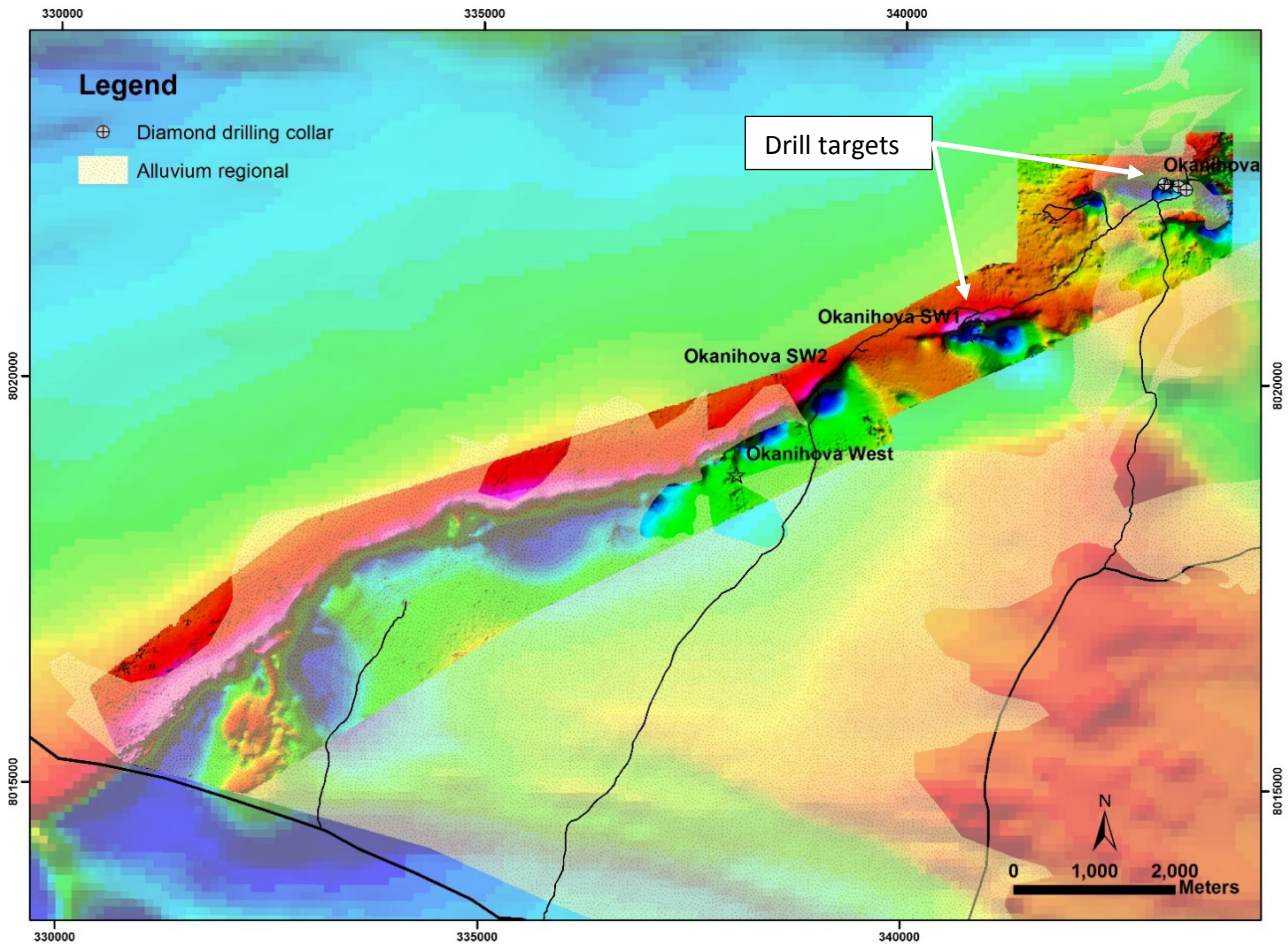 330000
335000
340000
Legend
Diamond drilling collar
Alluvium regional
Drill targets
Okanihova
Okanihova SW1
Okanihova SW2
8020000
8020000
Okanihova West
8015000
8015000
N
0 1,000 2,000
Meters
330000
335000
340000